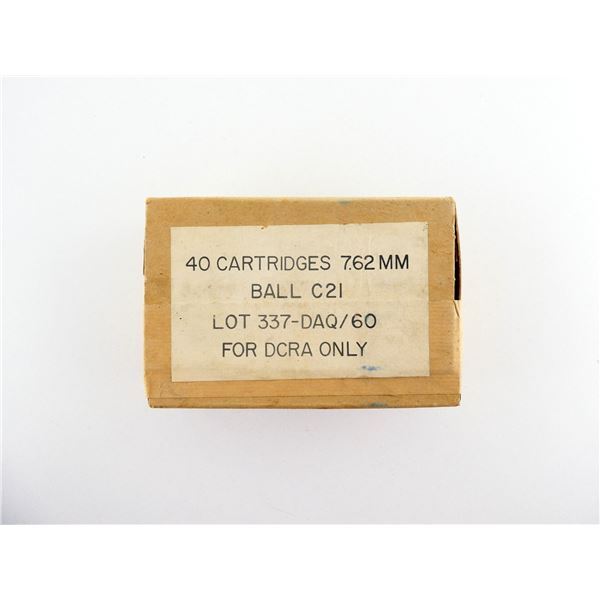 40 CARTRIDGES 7.62 MM
BALL C21
LOT 337-DAQ/60
FOR DCRA ONLY